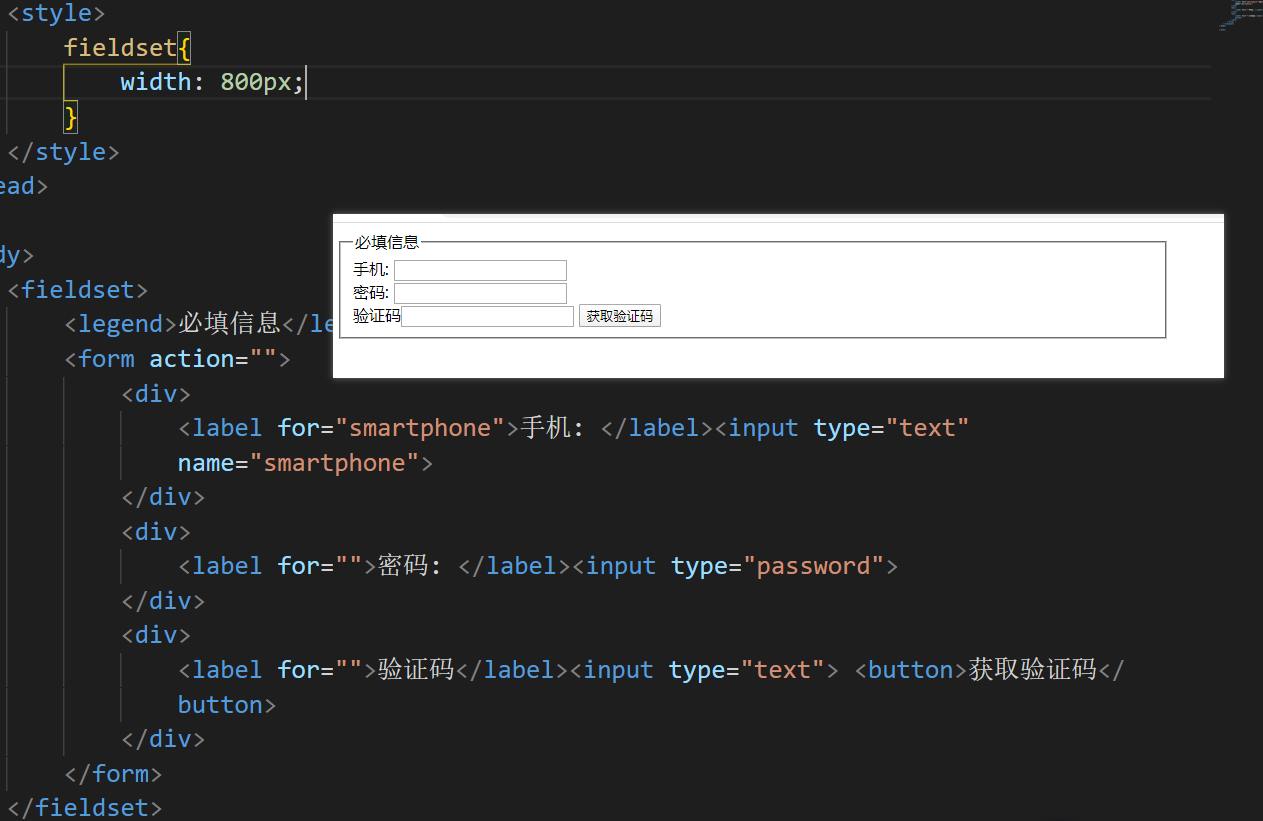 <style>
fieldset{
width: 800px;
}
</style>
ead>
dy>
<fieldset>
<legend>必填信息</le
<form action="">
<div>
<label for="smartphone">手机: </label><input type="text"
name="smartphone">
</div>
<div>
<label for="">密码: </label><input type="password">
</div>
<div>
<label for="">验证码</label><input type="text"> <button>获取验证码</
button>
</div>
</form>
</fieldset>
必填信息
手机:
密码:
验证码 获取验证码